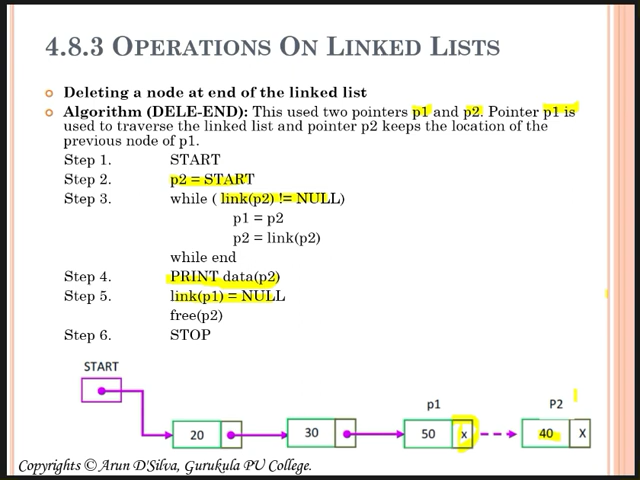 4.8.3 OPERATIONS ON LINKED LISTS
Deleting a node at end of the linked list
Algorithm (DELE-END): This used two pointers p1 and p2. Pointer p1 is
used to traverse the linked list and pointer p2 keeps the location of the
previous node of p1.
Step 1. START
Step 2. p2 = START
Step 3. while ( link(p2) != NULL)
p1 = p2
p2 = link(p2)
while end
Step 4. PRINT data(p2)
Step 5. link(p1) = NULL
free(p2)
Step 6. STOP
START
p1 P2
20 30 50 x 40 X
Copyrights © Arun D'Silva, Gurukula PU College.